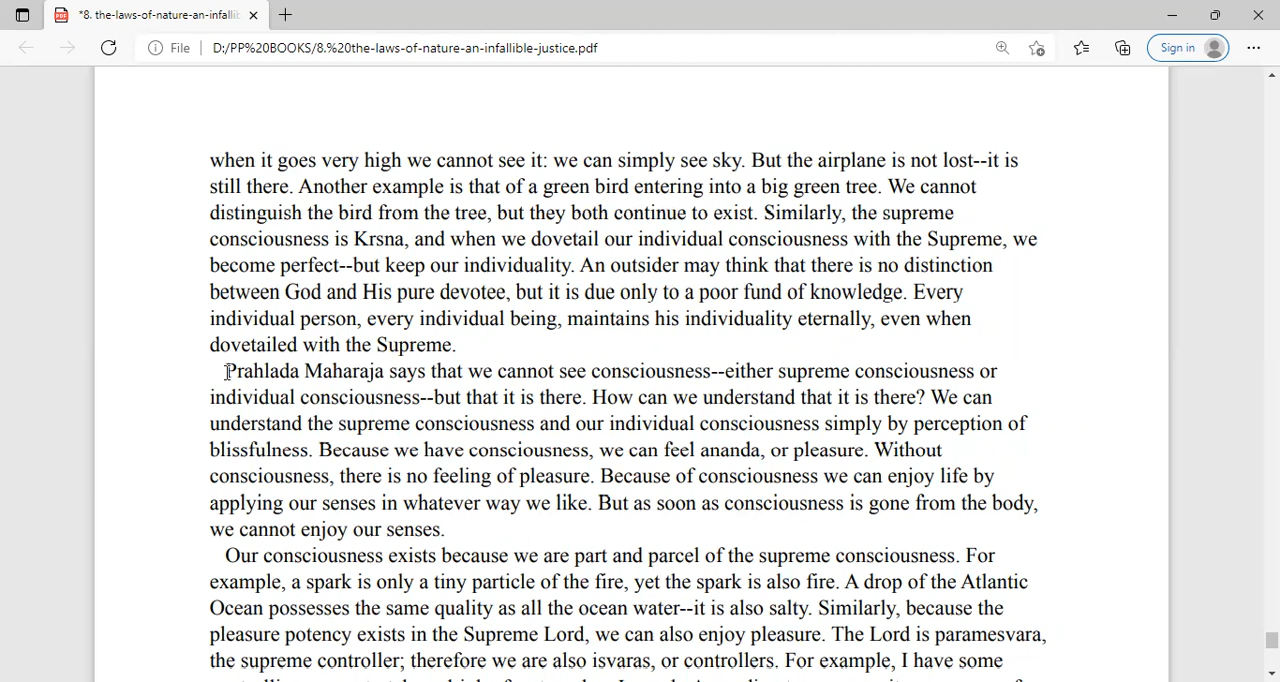 *8. the-laws-of-nature-an-infallib
File
D:/PP%20BOOKS/8.%20the-laws-of-nature-an-infallible-justice.pdf
Sign in
when it goes very high we cannot see it: we can simply see sky. But the airplane is not lost--it is
still there. Another example is that of a green bird entering into a big green tree. We cannot
distinguish the bird from the tree, but they both continue to exist. Similarly, the supreme
consciousness is Krsna, and when we dovetail our individual consciousness with the Supreme, we
become perfect--but keep our individuality. An outsider may think that there is no distinction
between God and His pure devotee, but it is due only to a poor fund of knowledge. Every
individual person, every individual being, maintains his individuality eternally, even when
dovetailed with the Supreme.
Prahlada Maharaja says that we cannot see consciousness--either supreme consciousness or
individual consciousness--but that it is there. How can we understand that it is there? We can
understand the supreme consciousness and our individual consciousness simply by perception of
blissfulness. Because we have consciousness, we can feel ananda, or pleasure. Without
consciousness, there is no feeling of pleasure. Because of consciousness we can enjoy life by
applying our senses in whatever way we like. But as soon as consciousness is gone from the body,
we cannot enjoy our senses.
Our consciousness exists because we are part and parcel of the supreme consciousness. For
example, a spark is only a tiny particle of the fire, yet the spark is also fire. A drop of the Atlantic
Ocean possesses the same quality as all the ocean water--it is also salty. Similarly, because the
pleasure potency exists in the Supreme Lord, we can also enjoy pleasure. The Lord is paramesvara,
the supreme controller; therefore we are also isvaras, or controllers. For example, I have some